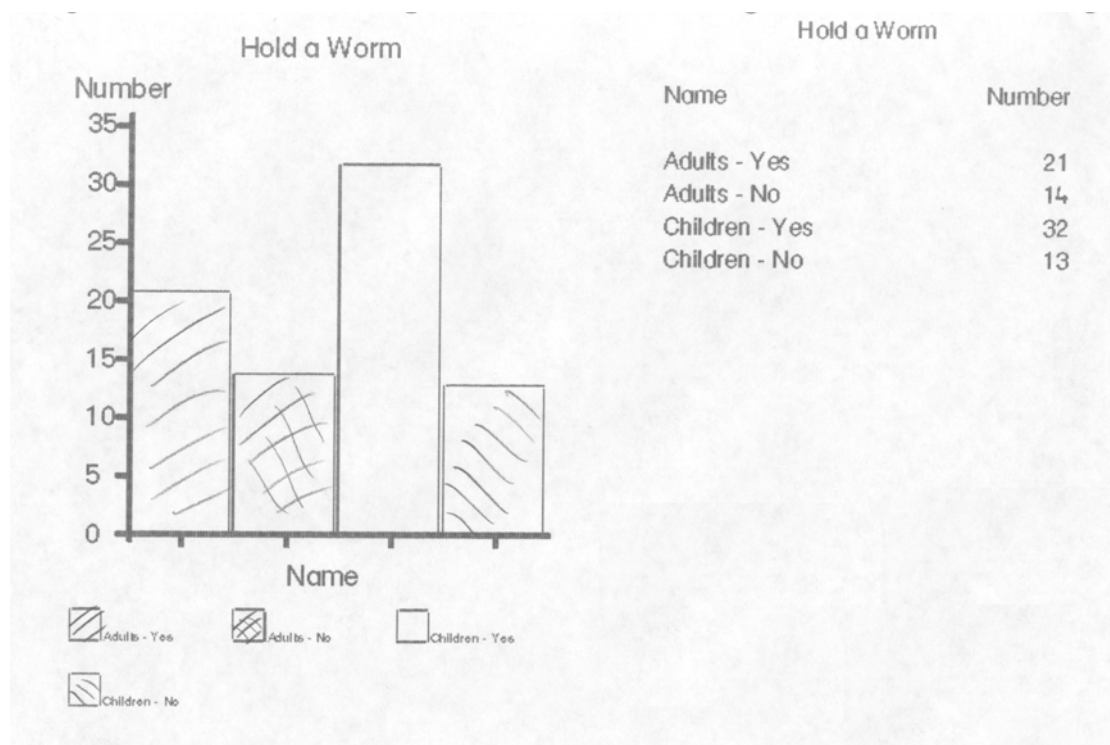 Hold a Worm
Number
35
30
25
20
15
10
5
0
Name
Adults - Yes
Adults - No
Children - Yes
Children - No
Hold a Worm
Name Number
Adults - Yes 21
Adults - No 14
Children - Yes 32
Children - No 13